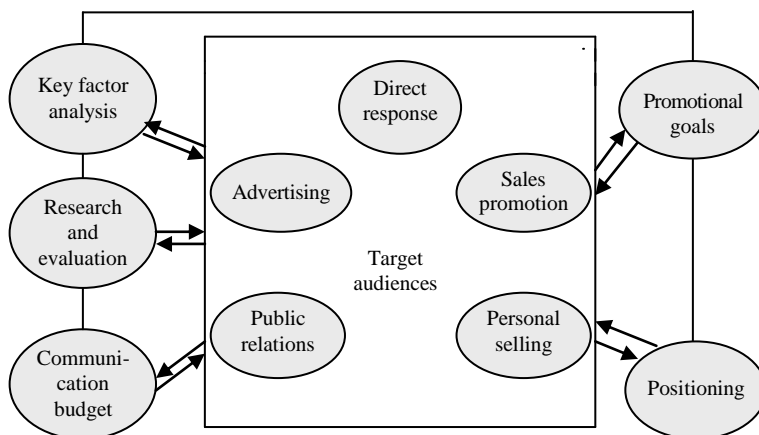 Key factor
analysis
Direct
response
Promotional
goals
Advertising
Sales
promotion
Research
and
evaluation
Target
audiences
Public
relations
Personal
selling
Communi-
cation
budget
Positioning